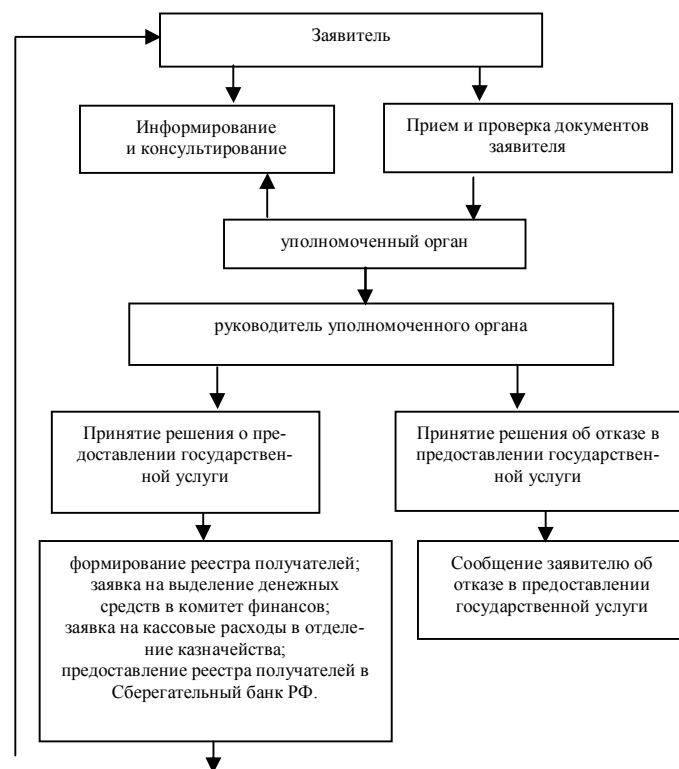 Заявитель
Информирование
и консультирование
Прием и проверка документов
заявителя
уполномоченный орган
руководитель уполномоченного органа
Принятие решения о пре-
доставлении государствен-
ной услуги
Принятие решения об отказе в
предоставлении государствен-
ной услуги
формирование реестра получателей;
заявка на выделение денежных
средств в комитет финансов;
заявка на кассовые расходы в отделе-
ние казначейства;
предоставление реестра получателей в
Сберегательный банк РФ.
Сообщение заявителю об
отказе в предоставлении
государственной услуги